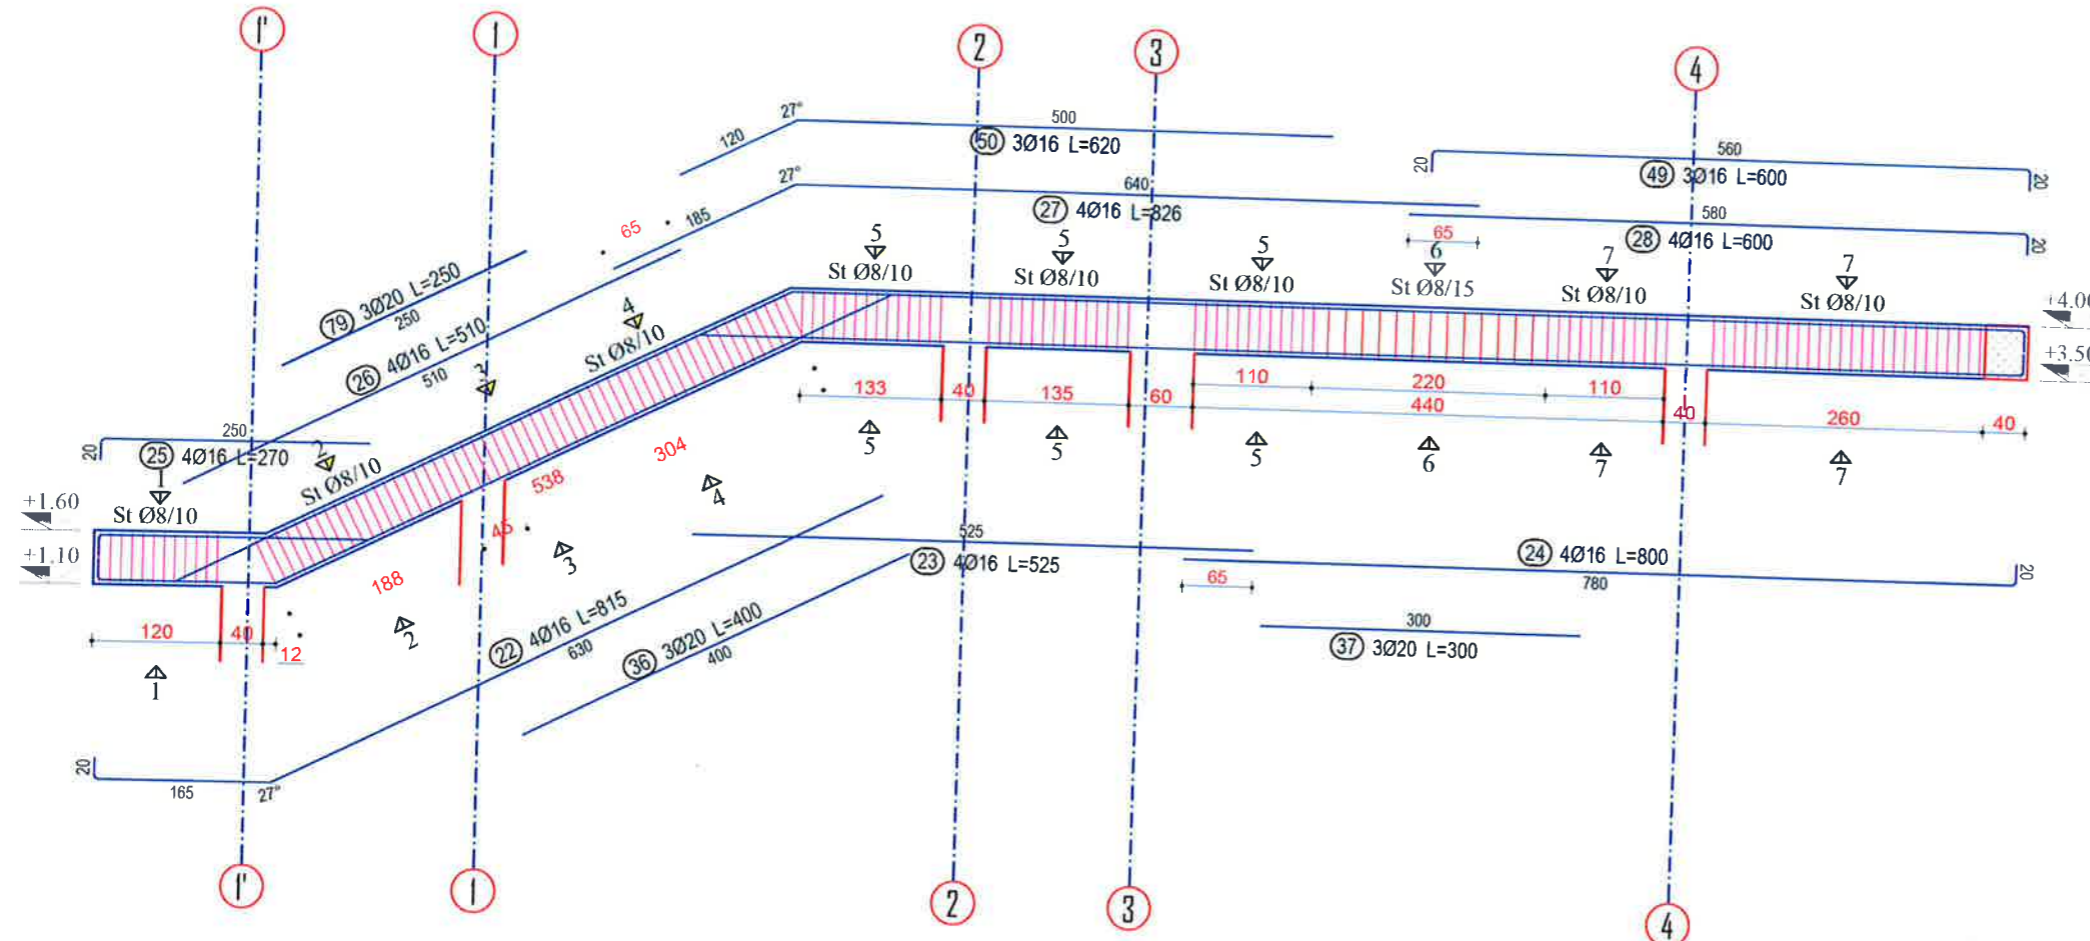 1' 1 2 3 4
27°
120
500
50 3Ø16 L=620
27°
185
640
27 4Ø16 L=826
65
20
560
49 3Ø16 L=600
20
580
28 4Ø16 L=600
20
65
79 3Ø20 L=250
250
26 4Ø16 L=510
510
20
250
25 4Ø16 L=270
1
St Ø8/10
2
St Ø8/10
3
4
St Ø8/10
5
St Ø8/10
5
St Ø8/10
5
St Ø8/10
6
St Ø8/15
7
St Ø8/10
7
St Ø8/10
+1.60
+1.10
+4.00
+3.50
133 40 135 60 110 220 110
440 40 260 40
304
538
45
188
120 40 12
1 2 3 4 5 5 5 6 7 7
22 4Ø16 L=815
630
36 3Ø20 L=400
400
525
23 4Ø16 L=525
65
24 4Ø16 L=800
780
20
300
37 3Ø20 L=300
20
165
27°
1' 1 2 3 4